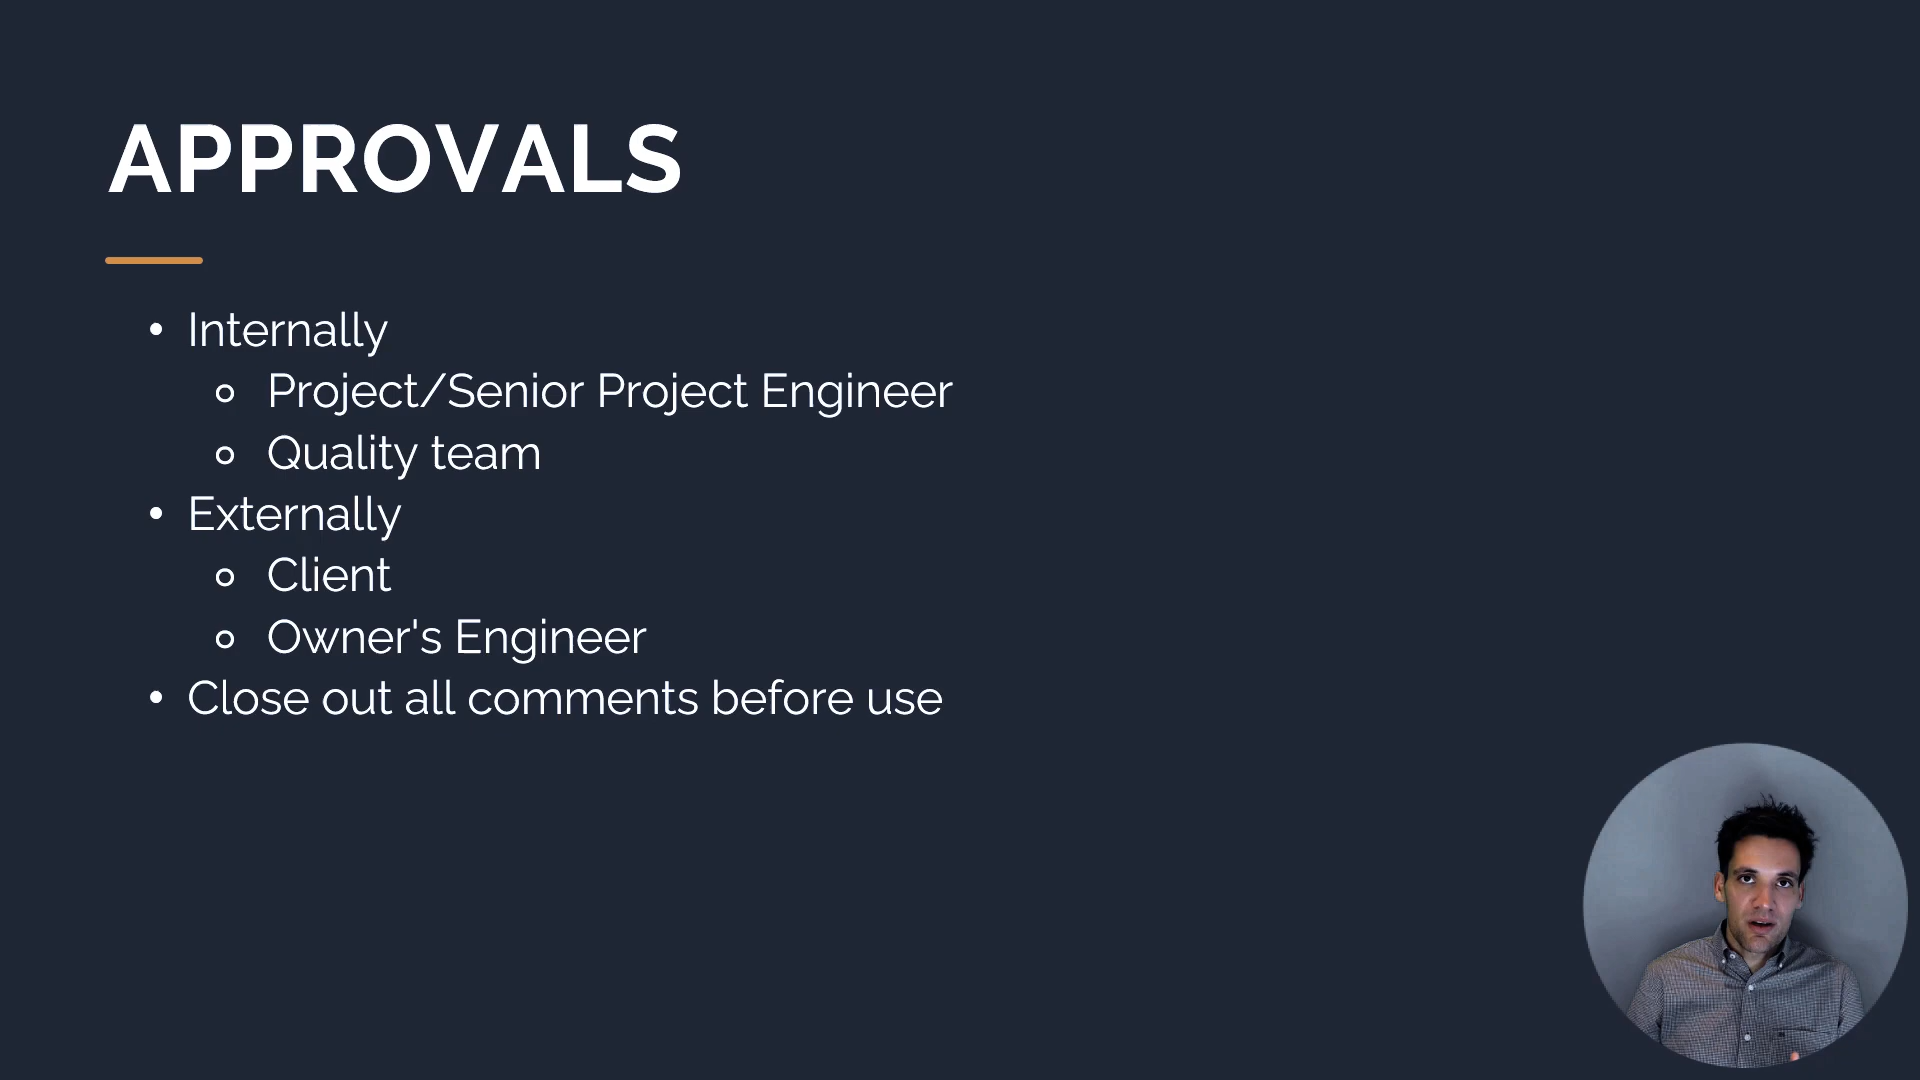 APPROVALS
• Internally
○ Project/Senior Project Engineer
○ Quality team
• Externally
○ Client
○ Owner's Engineer
• Close out all comments before use